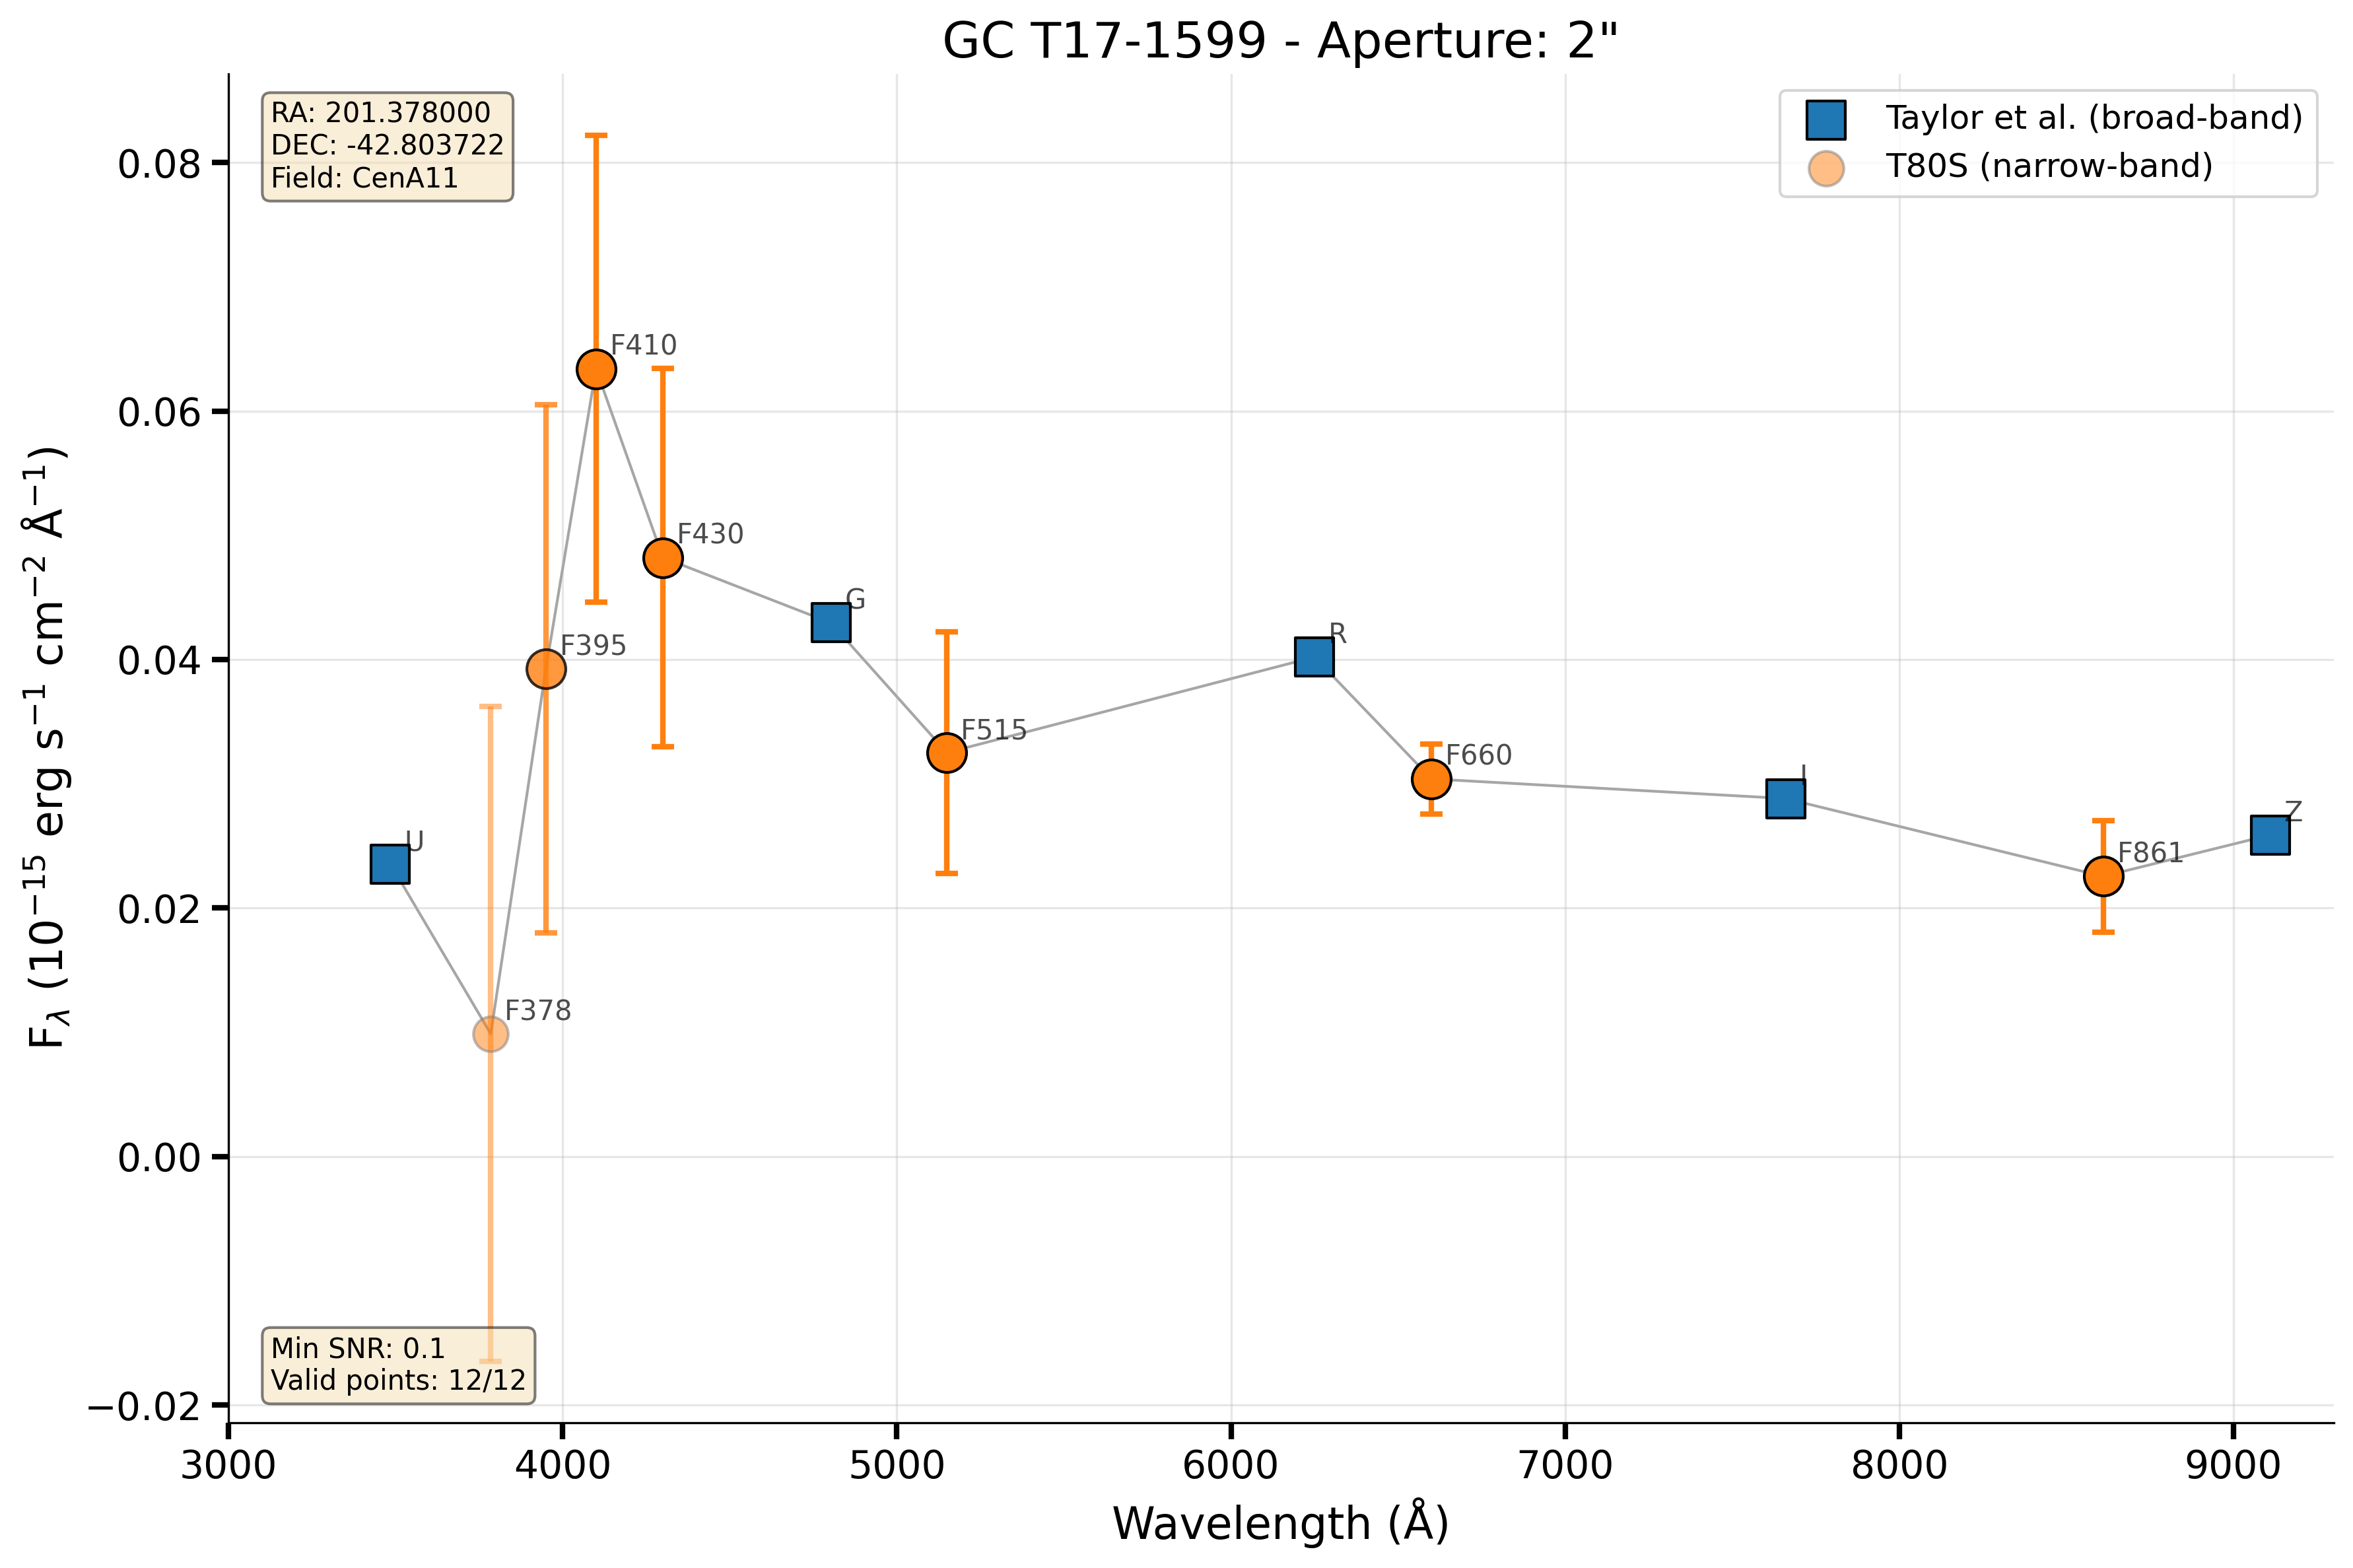 GC T17-1599 - Aperture: 2"
RA: 201.378000
DEC: -42.803722
Field: CenA11
Taylor et al. (broad-band)
T80S (narrow-band)
0.08
0.06
0.04
0.02
0.00
−0.02
F410
F430
F395
G
F515
R
F660
I
Z
F861
U
F378
Min SNR: 0.1
Valid points: 12/12
3000 4000 5000 6000 7000 8000 9000
Wavelength (Å)
F$_{λ}$ (10$^{−15}$ erg s$^{−1}$ cm$^{−2}$ Å$^{−1}$)